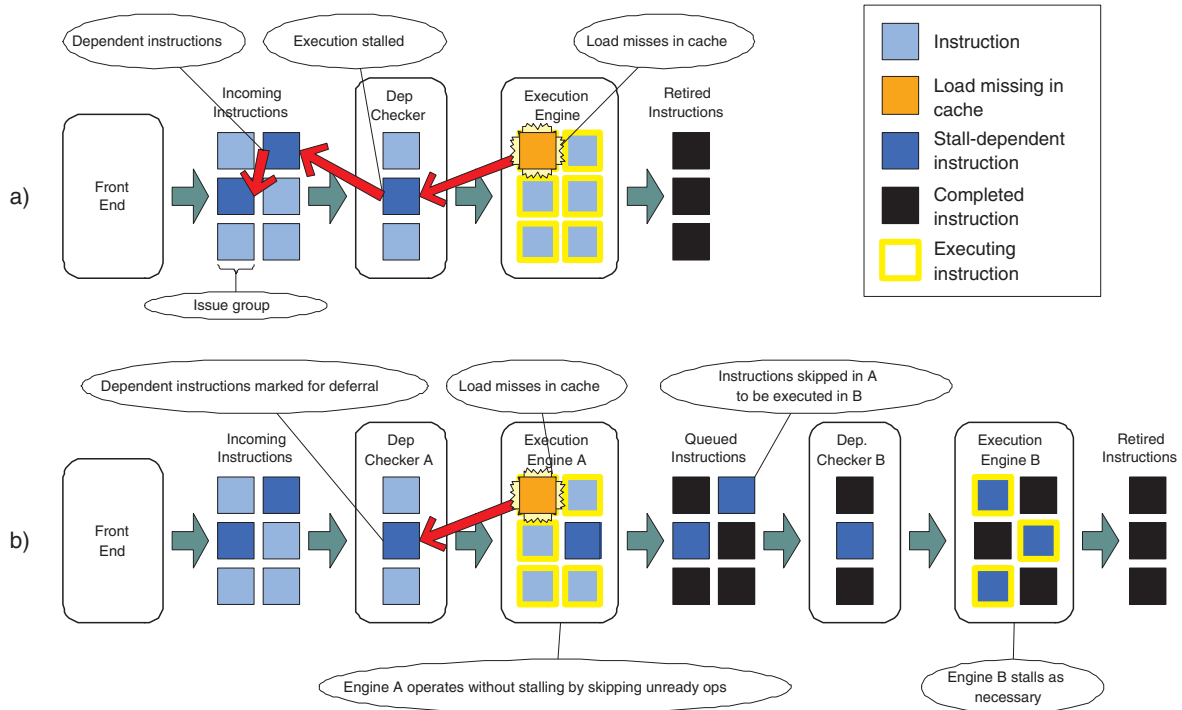 Dependent instructions
Execution stalled
Load misses in cache
Incoming
Instructions
Dep
Checker
Execution
Engine
Retired
Instructions
a)
Front
End
Issue group
Instruction
Load missing in
cache
Stall-dependent
instruction
Completed
instruction
Executing
instruction
Dependent instructions marked for deferral
Load misses in cache
Instructions skipped in A
to be executed in B
Incoming
Instructions
Dep
Checker A
Execution
Engine A
Queued
Instructions
Dep.
Checker B
Execution
Engine B
Retired
Instructions
b)
Front
End
Engine A operates without stalling by skipping unready ops
Engine B stalls as
necessary